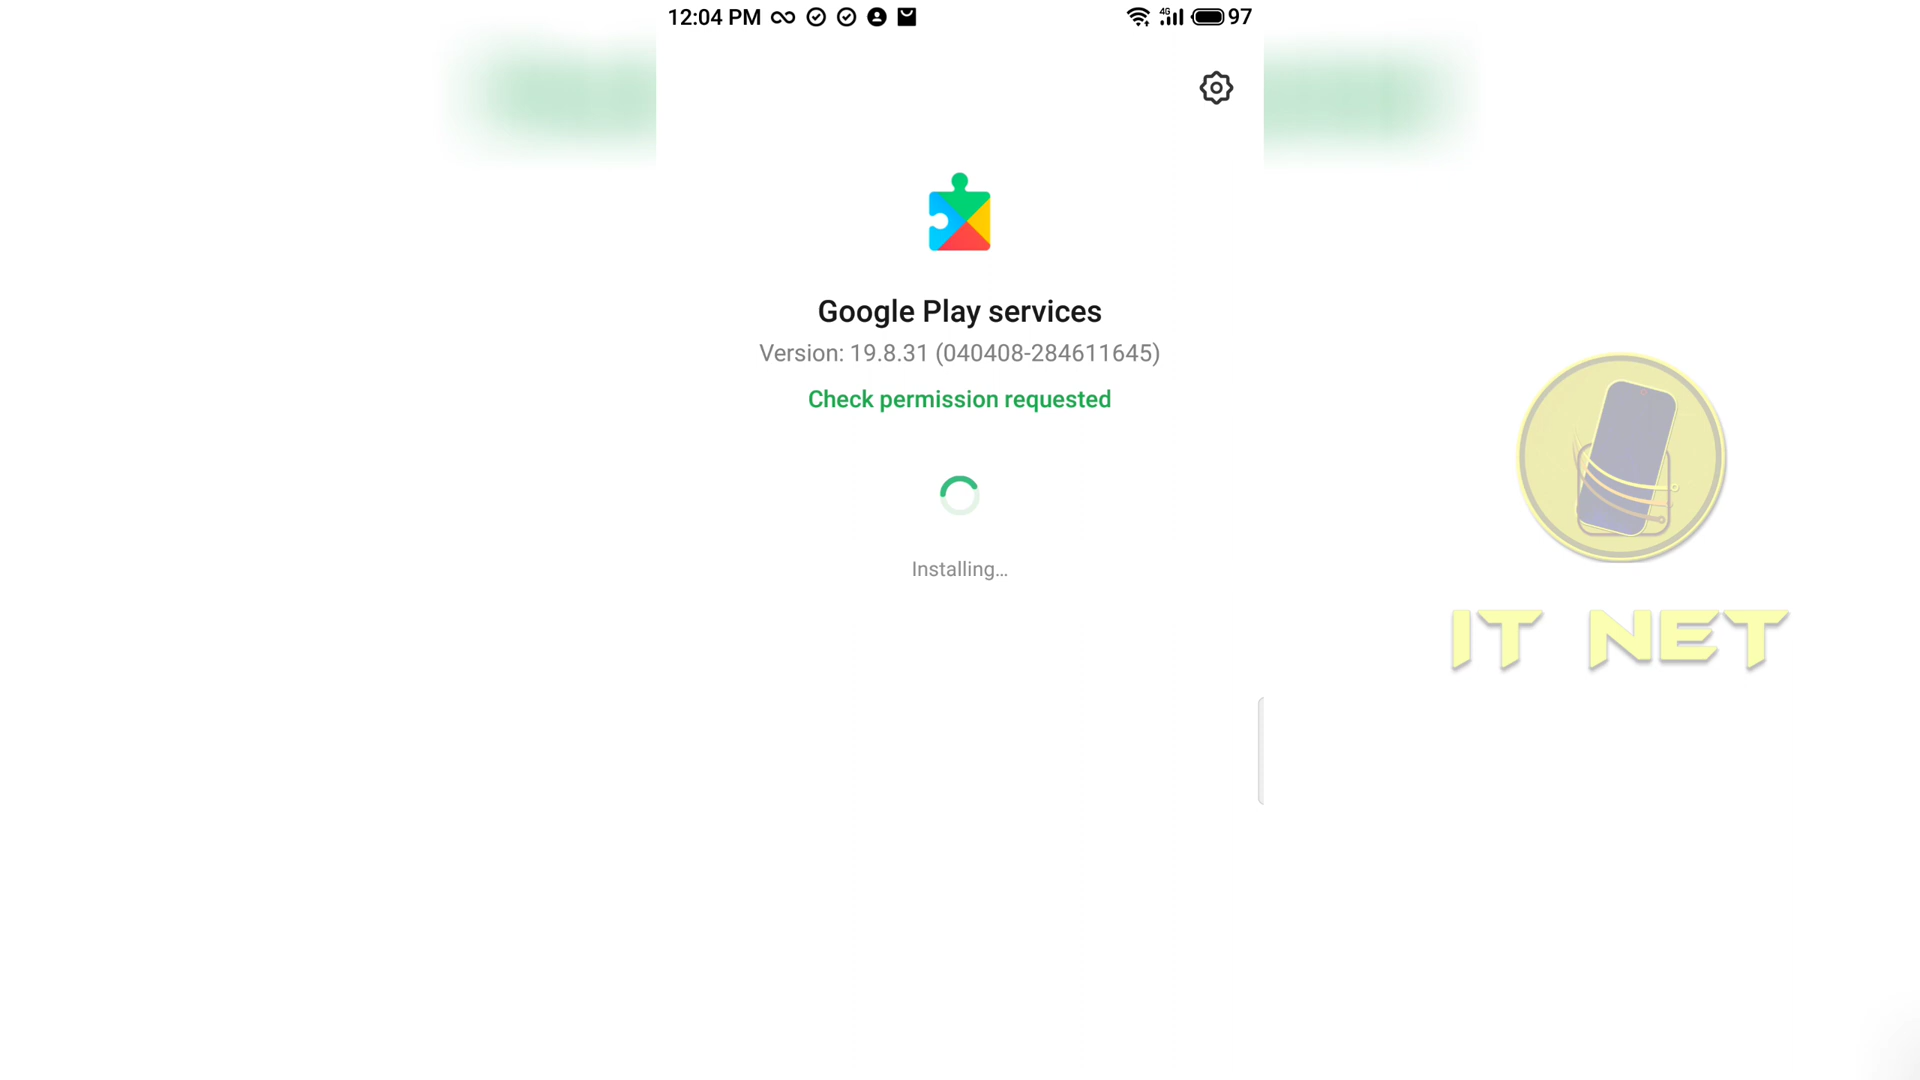 12:04 PM 4G 97
Google Play services
Version: 19.8.31 (040408-284611645)
Check permission requested
Installing...
IT NET